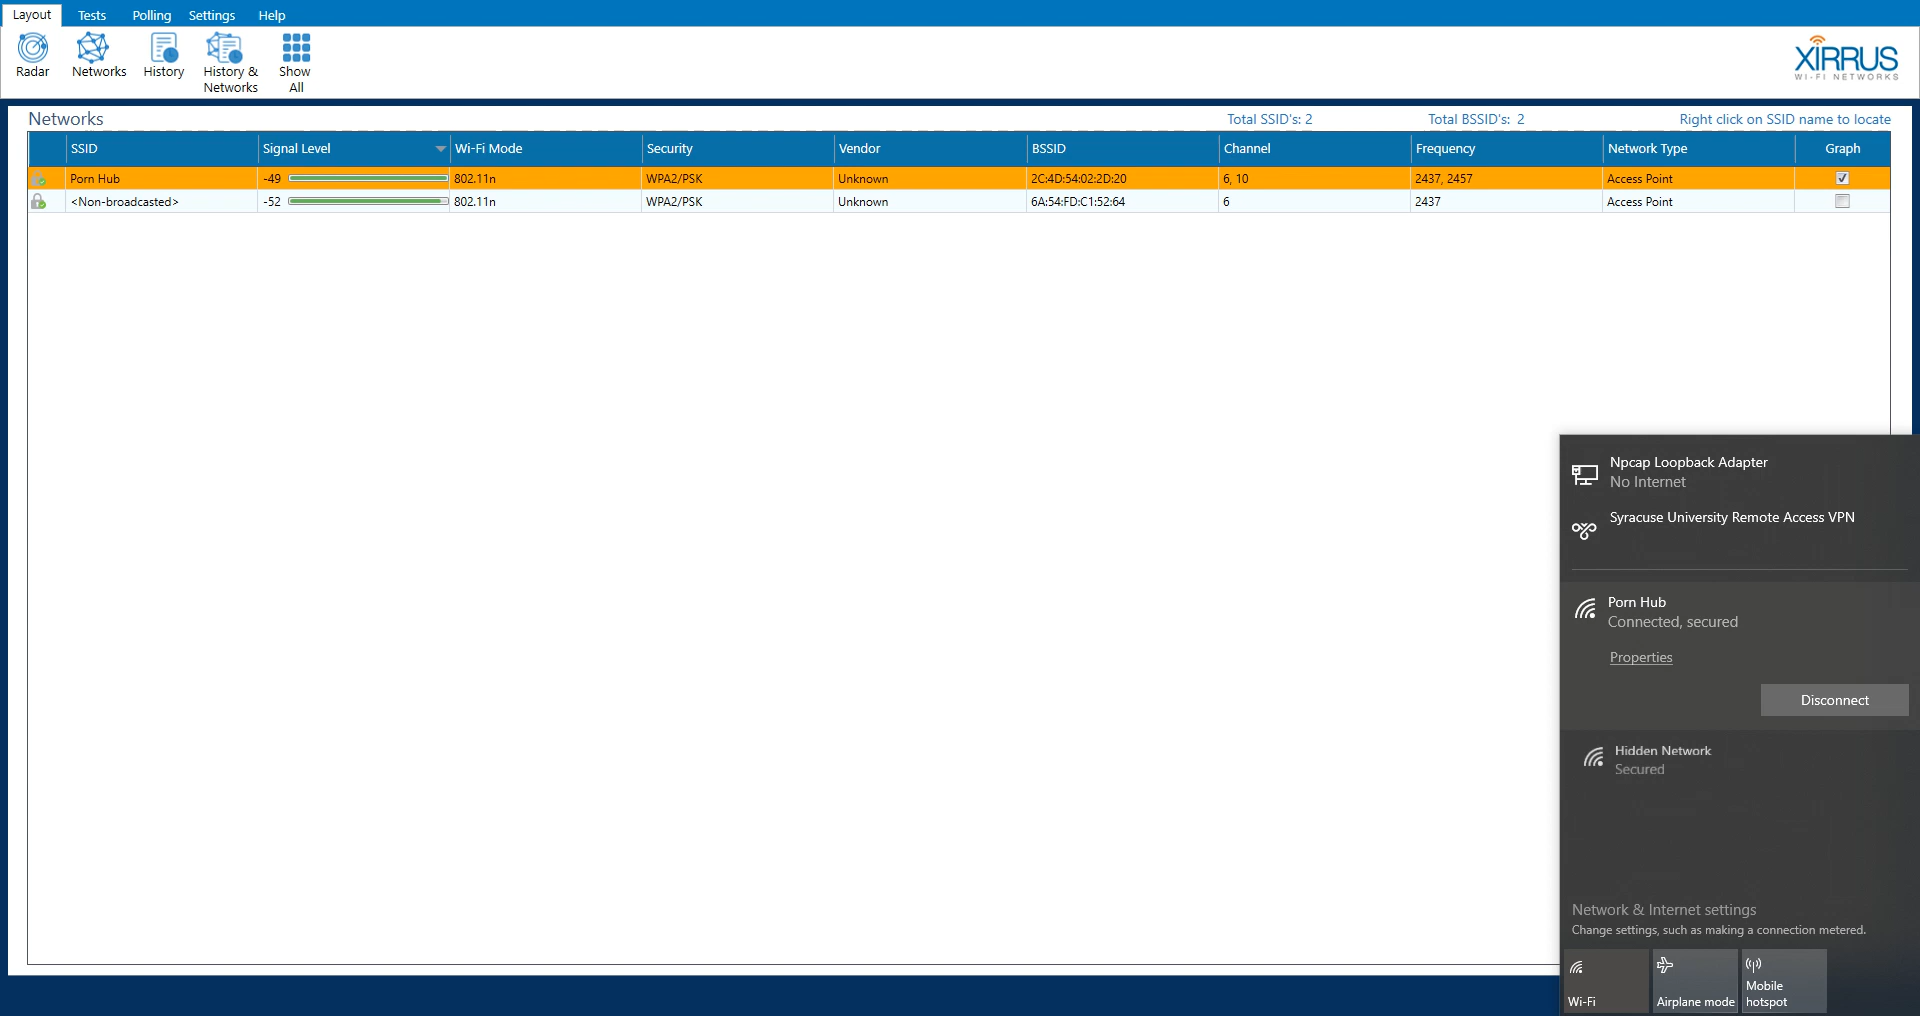 Layout Tests Polling Settings Help
Radar Networks History History & Networks Show All
XIRRUS
WI-FI NETWORKS
Networks Total SSID's: 2 Total BSSID's: 2 Right click on SSID name to locate
SSID Signal Level Wi-Fi Mode Security Vendor BSSID Channel Frequency Network Type Graph
Porn Hub -49 802.11n WPA2/PSK Unknown 2C:4D:54:02:2D:20 6, 10 2437, 2457 Access Point
<Non-broadcasted> -52 802.11n WPA2/PSK Unknown 6A:54:FD:C1:52:64 6 2437 Access Point
Npcap Loopback Adapter
No Internet
Syracuse University Remote Access VPN
Porn Hub
Connected, secured
Properties
Disconnect
Hidden Network
Secured
Network & Internet settings
Change settings, such as making a connection metered.
Wi-Fi
Airplane mode
Mobile
hotspot